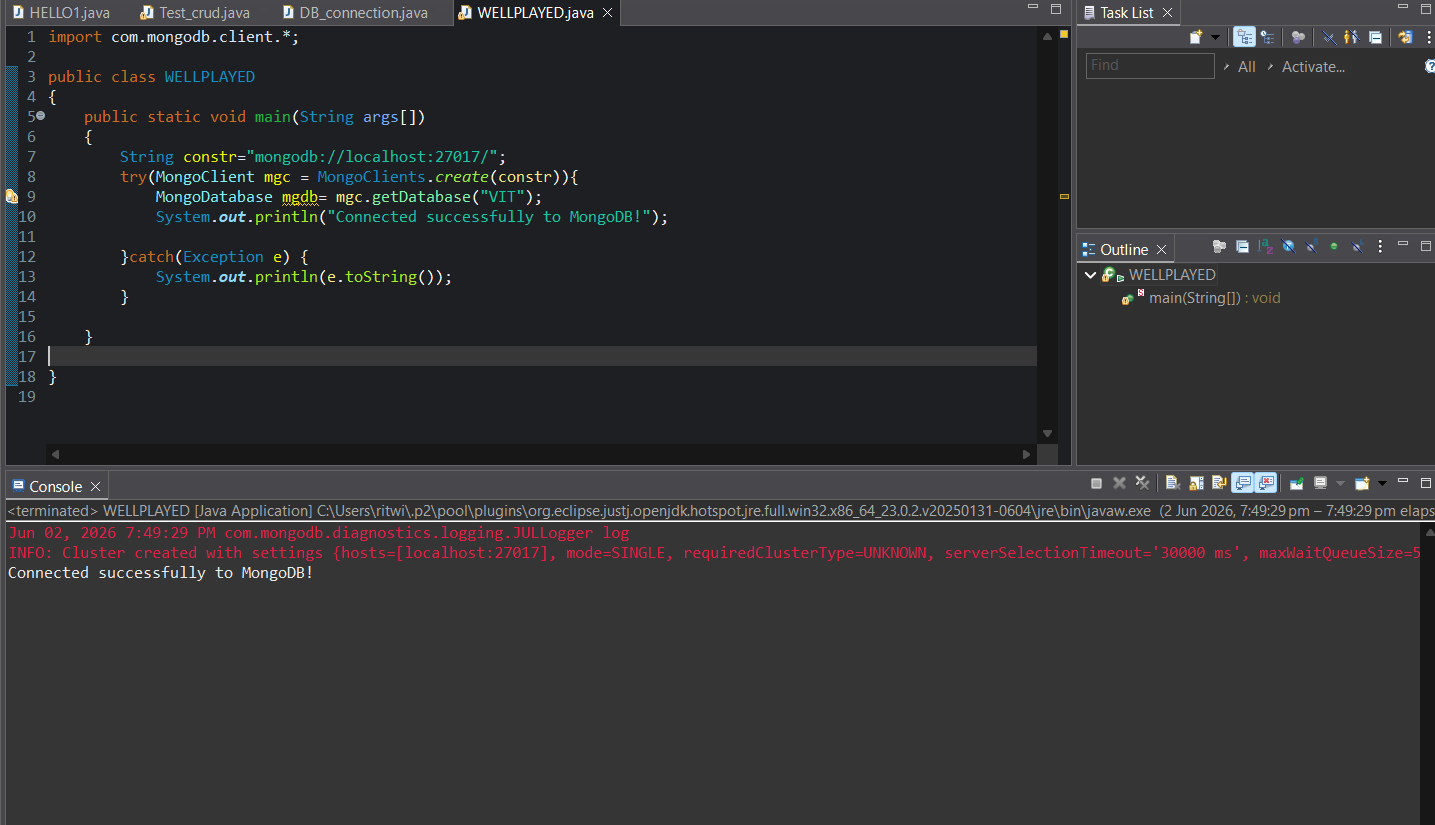 HELLO1.java Test_crud.java DB_connection.java WELLPLAYED.java
1 import com.mongodb.client.*;
2
3 public class WELLPLAYED
4 {
5     public static void main(String args[])
6     {
7         String constr="mongodb://localhost:27017/";
8         try(MongoClient mgc = MongoClients.create(constr)){
9             MongoDatabase mgdb= mgc.getDatabase("VIT");
10             System.out.println("Connected successfully to MongoDB!");
11
12         }catch(Exception e) {
13             System.out.println(e.toString());
14         }
15
16     }
17
18 }
19
Task List
Find All Activate...
Outline
WELLPLAYED
main(String[]) : void
Console
<terminated> WELLPLAYED [Java Application] C:\Users\ritwi\.p2\pool\plugins\org.eclipse.justj.openjdk.hotspot.jre.full.win32.x86_64_23.0.2.v20250131-0604\jre\bin\javaw.exe (2 Jun 2026, 7:49:29 pm – 7:49:29 pm elaps
Jun 02, 2026 7:49:29 PM com.mongodb.diagnostics.logging.JULLogger log
INFO: Cluster created with settings {hosts=[localhost:27017], mode=SINGLE, requiredClusterType=UNKNOWN, serverSelectionTimeout='30000 ms', maxWaitQueueSize=5
Connected successfully to MongoDB!